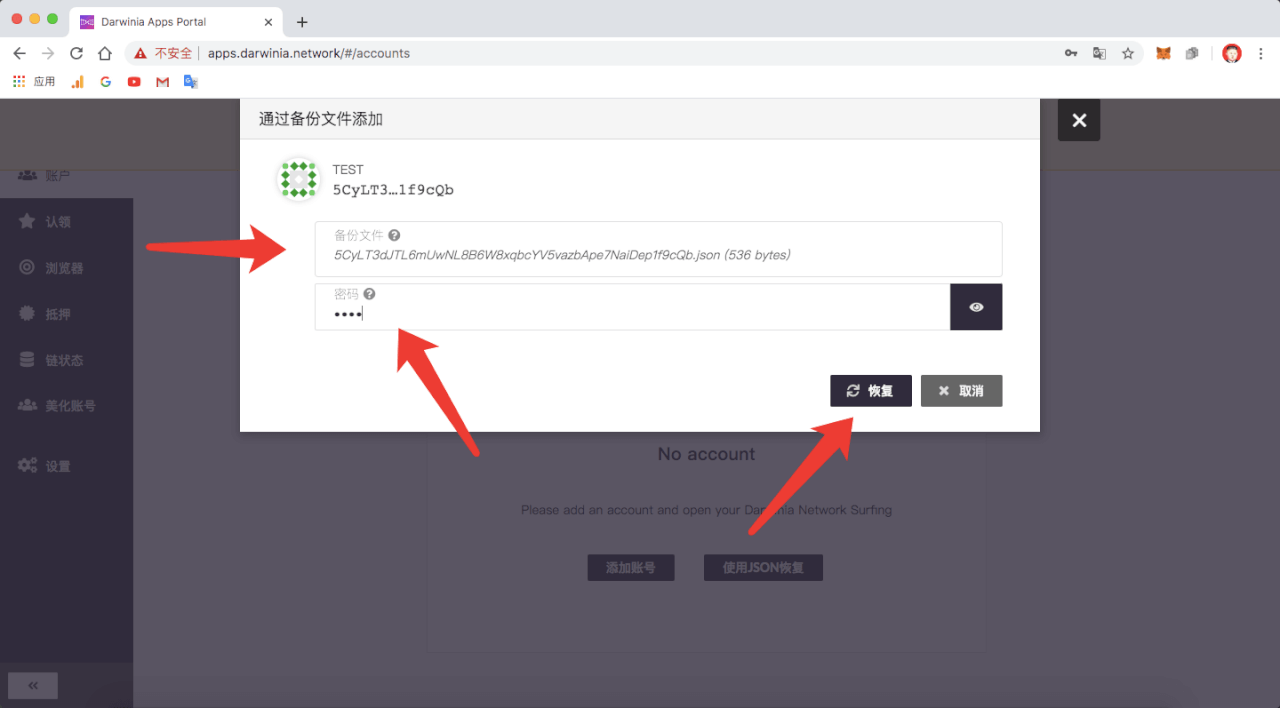 Darwinia Apps Portal
不安全 apps.darwinia.network/#/accounts
应用
通过备份文件添加
TEST
5CyLT3…1f9cQb
备份文件
5CyLT3dJTL6mUwNL8B6W8xqbcYV5vazbApe7NaiDep1f9cQb.json (536 bytes)
密码
恢复
取消
账户
认领
浏览器
抵押
链状态
美化账号
设置
No account
Please add an account and open your Darwinia Network Surfing
添加账号
使用JSON恢复